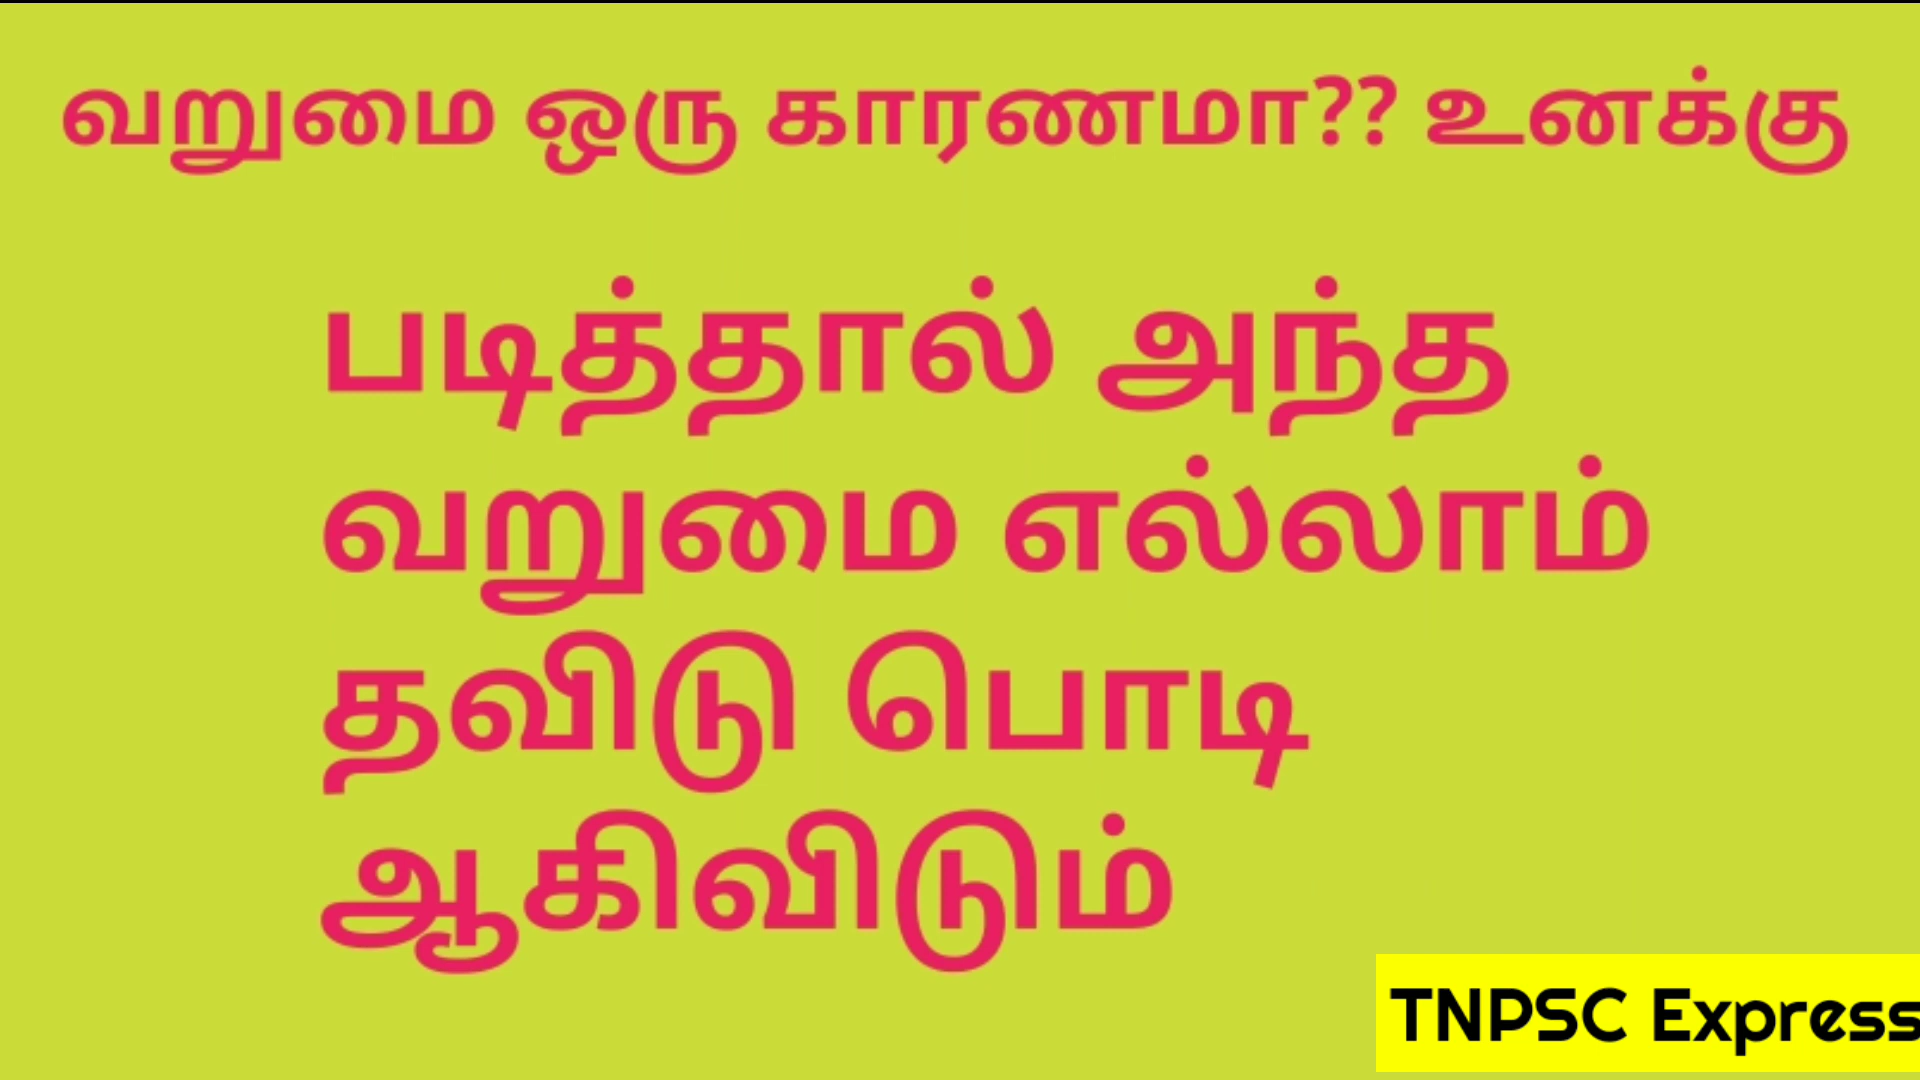 வறுமை ஒரு காரணமா?? உனக்கு
படித்தால் அந்த
வறுமை எல்லாம்
தவிடு பொடி
ஆகிவிடும்
TNPSC Express